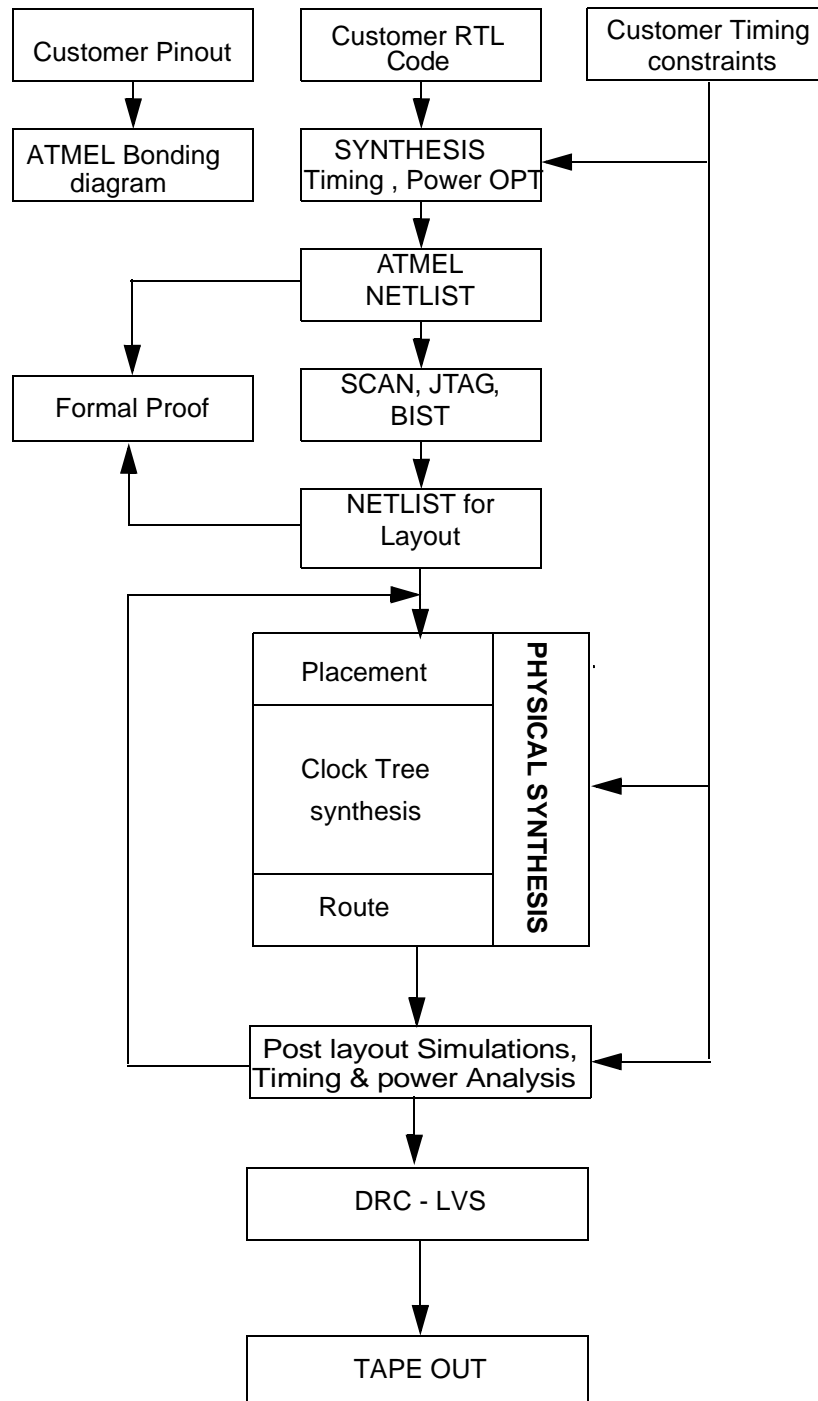 Customer Pinout
Customer RTL
Code
Customer Timing
constraints
ATMEL Bonding
diagram
SYNTHESIS
Timing , Power OPT
ATMEL
NETLIST
Formal Proof
SCAN, JTAG,
BIST
NETLIST for
Layout
Placement
Clock Tree
synthesis
Route
PHYSICAL SYNTHESIS
Post layout Simulations,
Timing & power Analysis
DRC - LVS
TAPE OUT